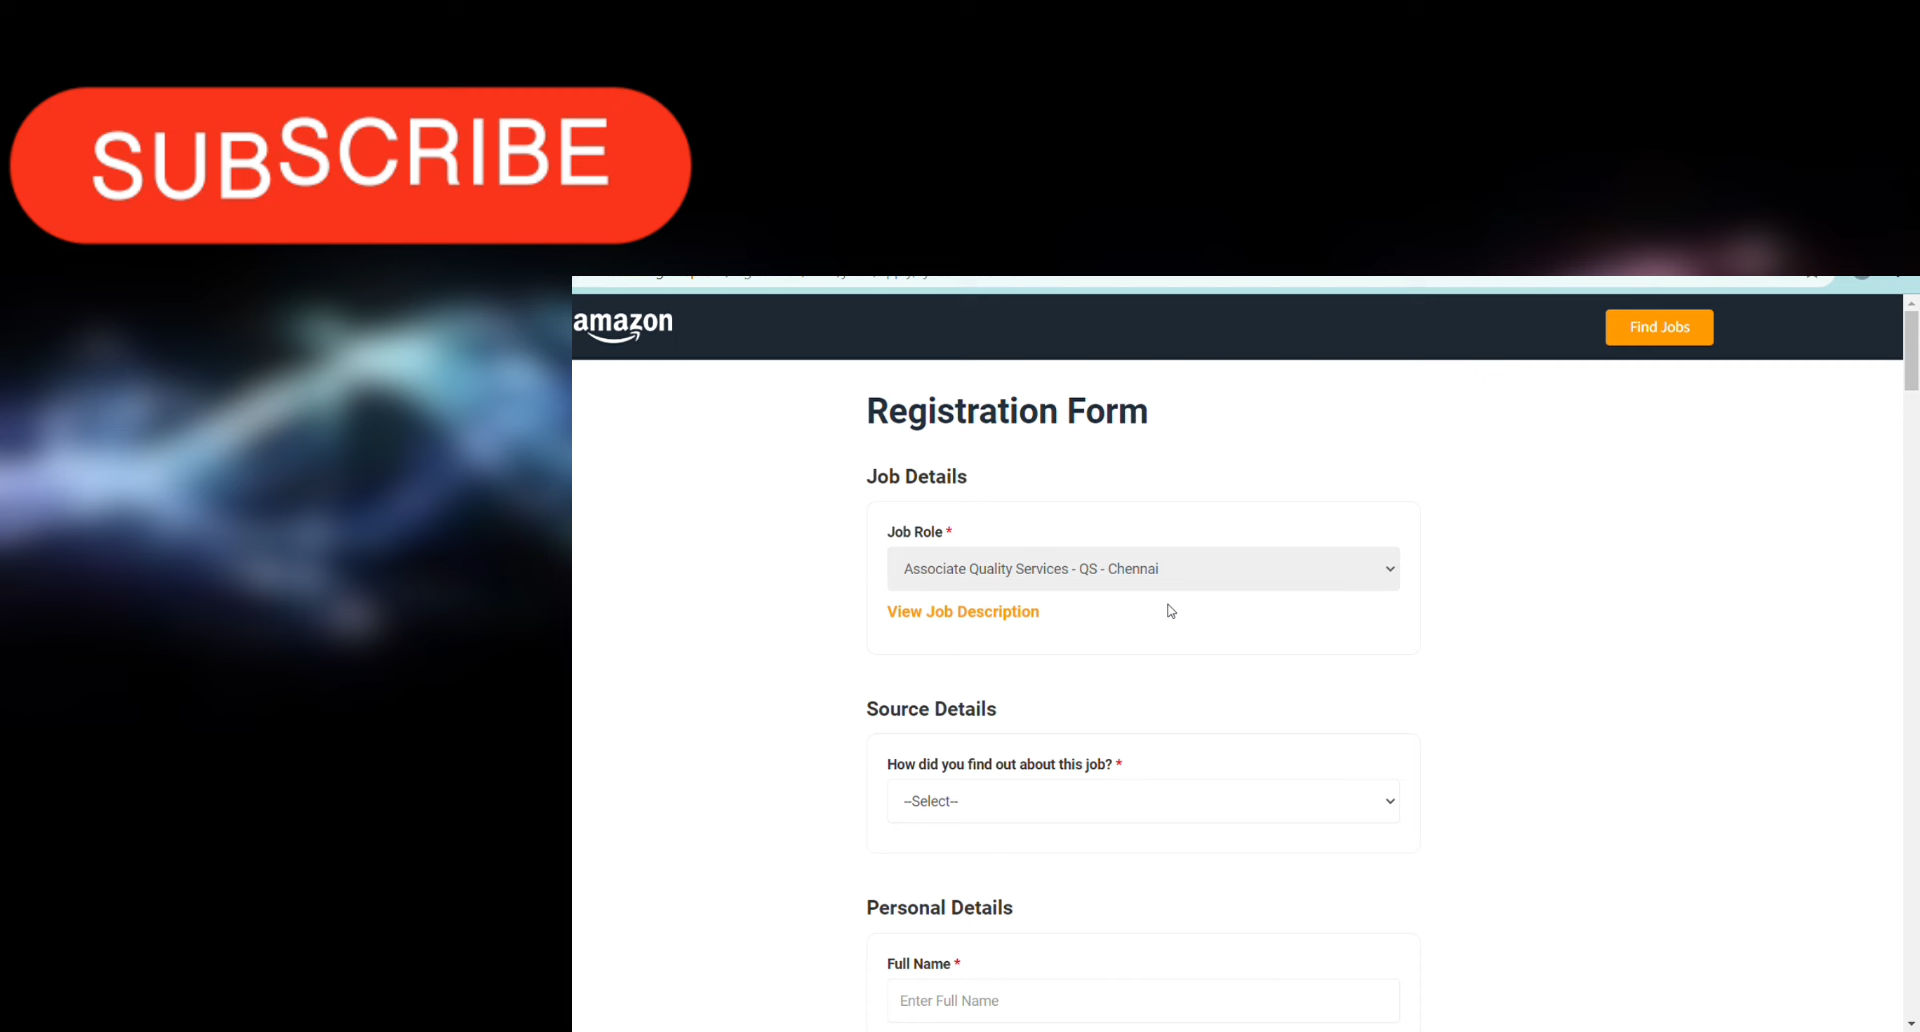 SUBSCRIBE
amazon
Find Jobs
Registration Form
Job Details
Job Role *
Associate Quality Services - QS - Chennai
View Job Description
Source Details
How did you find out about this job? *
--Select--
Personal Details
Full Name *
Enter Full Name